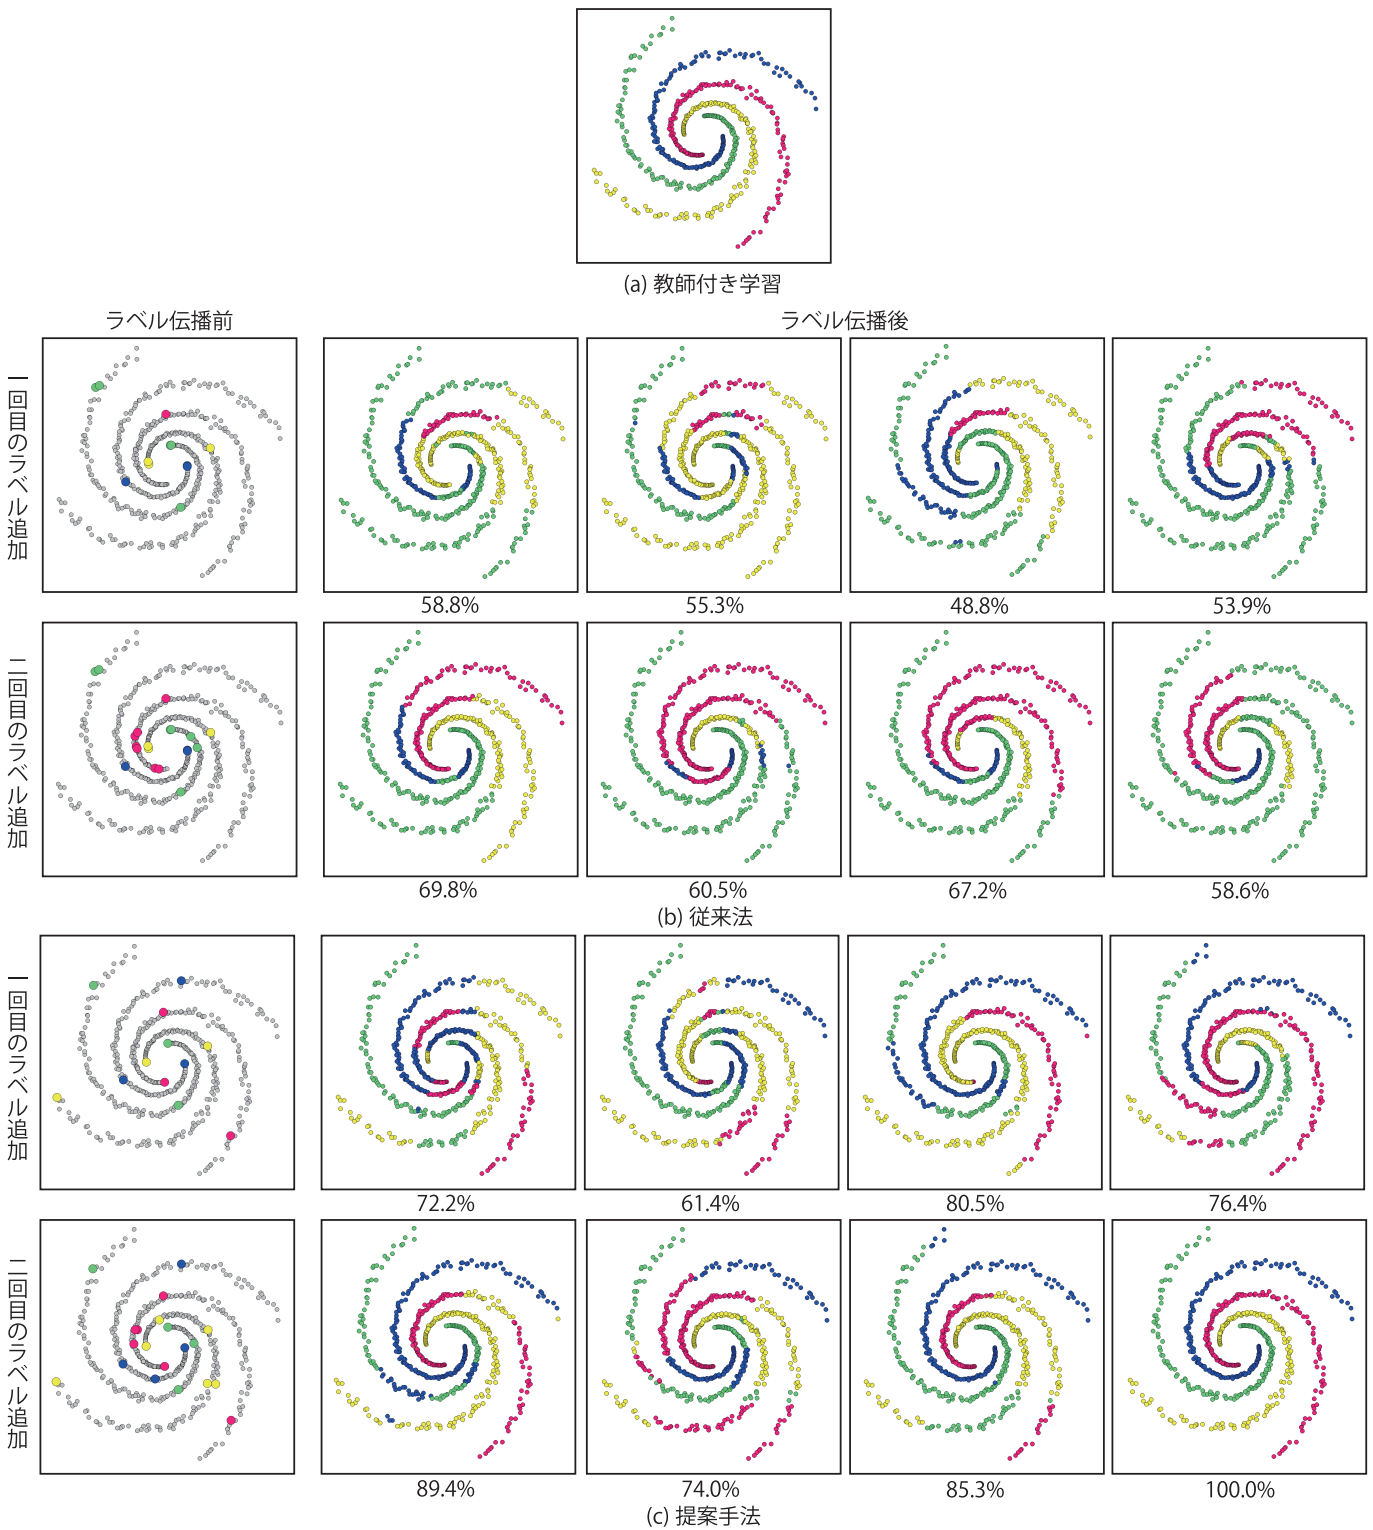 (a) 教師付き学習
ラベル伝播前
ラベル伝播後
一回目のラベル追加
58.8%
55.3%
48.8%
53.9%
二回目のラベル追加
69.8%
60.5%
67.2%
58.6%
(b) 従来法
一回目のラベル追加
72.2%
61.4%
80.5%
76.4%
二回目のラベル追加
89.4%
74.0%
85.3%
100.0%
(c) 提案手法